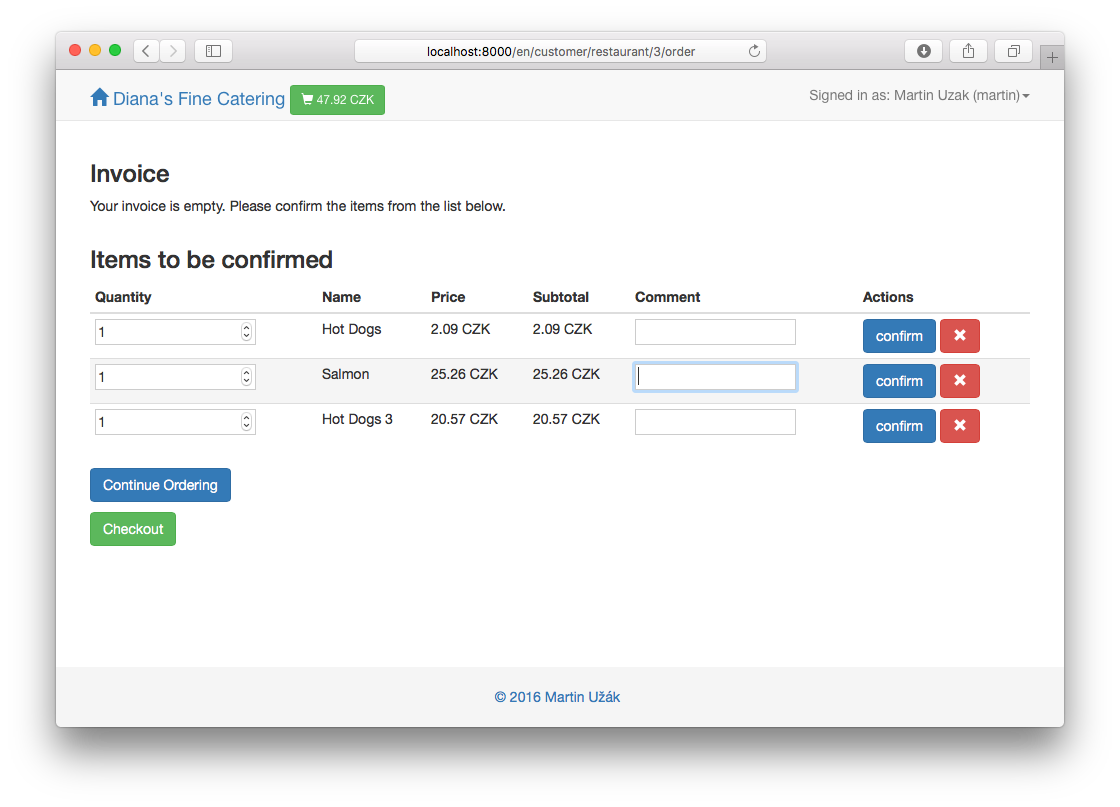 localhost:8000/en/customer/restaurant/3/order
Diana's Fine Catering 47.92 CZK Signed in as: Martin Uzak (martin)
Invoice
Your invoice is empty. Please confirm the items from the list below.
Items to be confirmed
Quantity Name Price Subtotal Comment Actions
1 Hot Dogs 2.09 CZK 2.09 CZK confirm
1 Salmon 25.26 CZK 25.26 CZK confirm
1 Hot Dogs 3 20.57 CZK 20.57 CZK confirm
Continue Ordering
Checkout
© 2016 Martin Užák